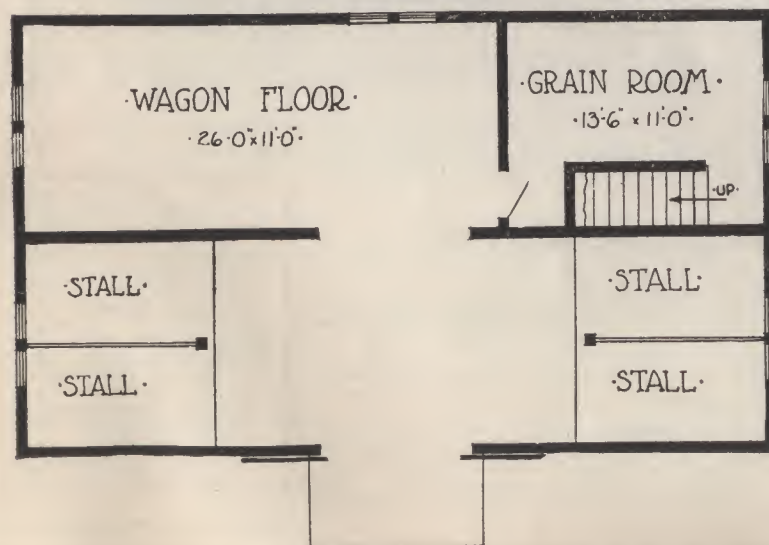 ·WAGON FLOOR·
·26-0"x11'-0"·
·GRAIN ROOM·
·13'-6" x 11'-0"·
·UP·
·STALL·
·STALL·
·STALL·
·STALL·